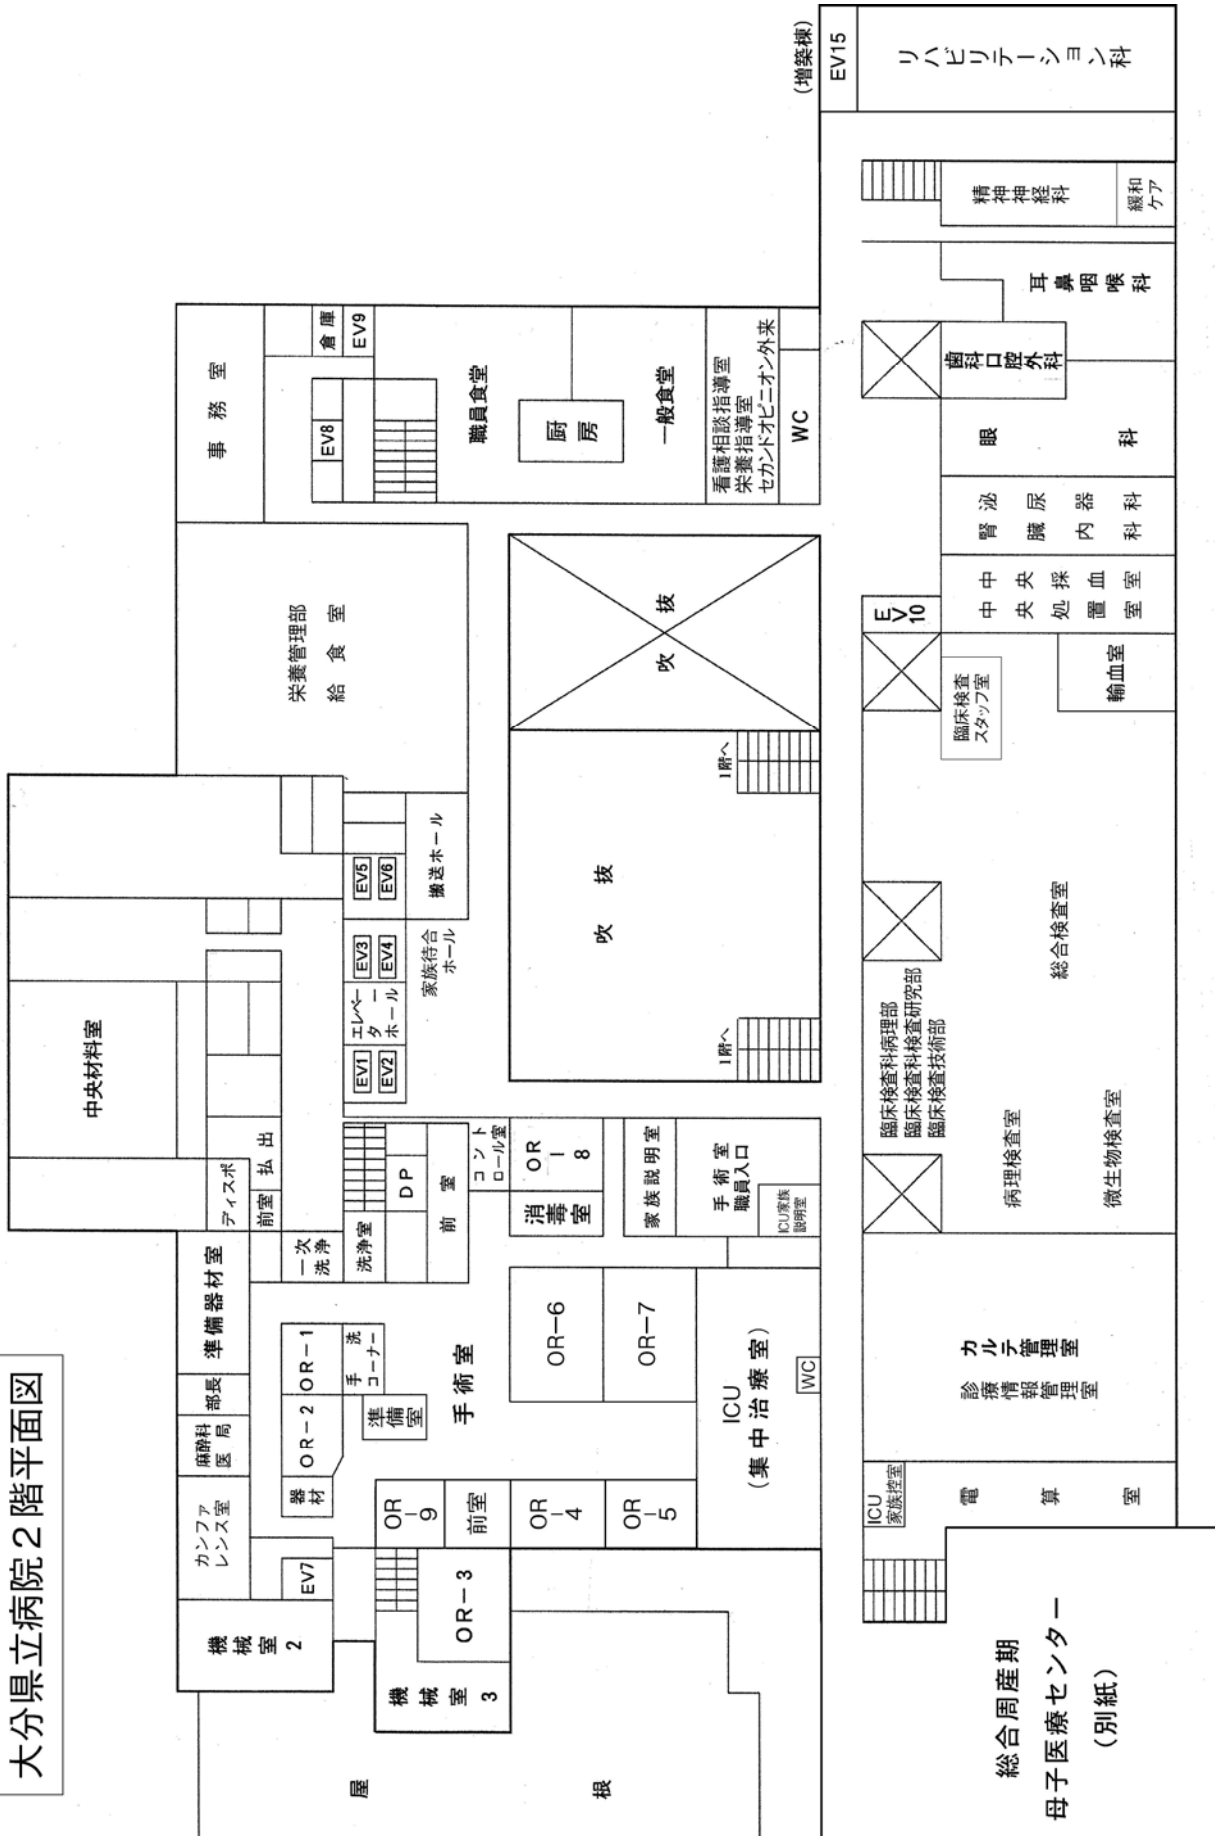 大分県立病院2階平面図
機械室2
カンファレンス室
麻酔科医局
部長
準備器材室
ディスポ
前室
払出
中央材料室
EV7
器材
OR-2
OR-1
手洗コーナー
準備室
一次洗浄
洗浄室
DP
前室
エレベーターホール
EV1
EV2
EV3
EV4
EV5
EV6
搬送ホール
家族待合ホール
栄養管理部
給食室
事務室
倉庫
EV8
EV9
職員食堂
厨房
一般食堂
看護相談指導室
栄養指導室
セカンドオピニオン外来
WC
屋根
機械室3
OR-3
OR-9
前室
OR-4
OR-5
手術室
OR-6
OR-7
コントロール室
OR-8
消毒室
家族説明室
手術室職員入口
ICU家族説明室
ICU
(集中治療室)
WC
吹抜
1階へ
1階へ
吹抜
(増築棟)
EV15
リハビリテーション科
精神神経科
緩和ケア
耳鼻咽喉科
歯科口腔外科
眼科
泌尿器科
腎臓内科
中央採血室
中央処置室
EV10
輸血室
臨床検査スタッフ室
総合検査室
臨床検査科病理部
臨床検査科検査研究部
臨床検査技術部
病理検査室
微生物検査室
カルテ管理室
診療情報管理室
ICU家族控室
電算室
総合周産期
母子医療センター
(別紙)